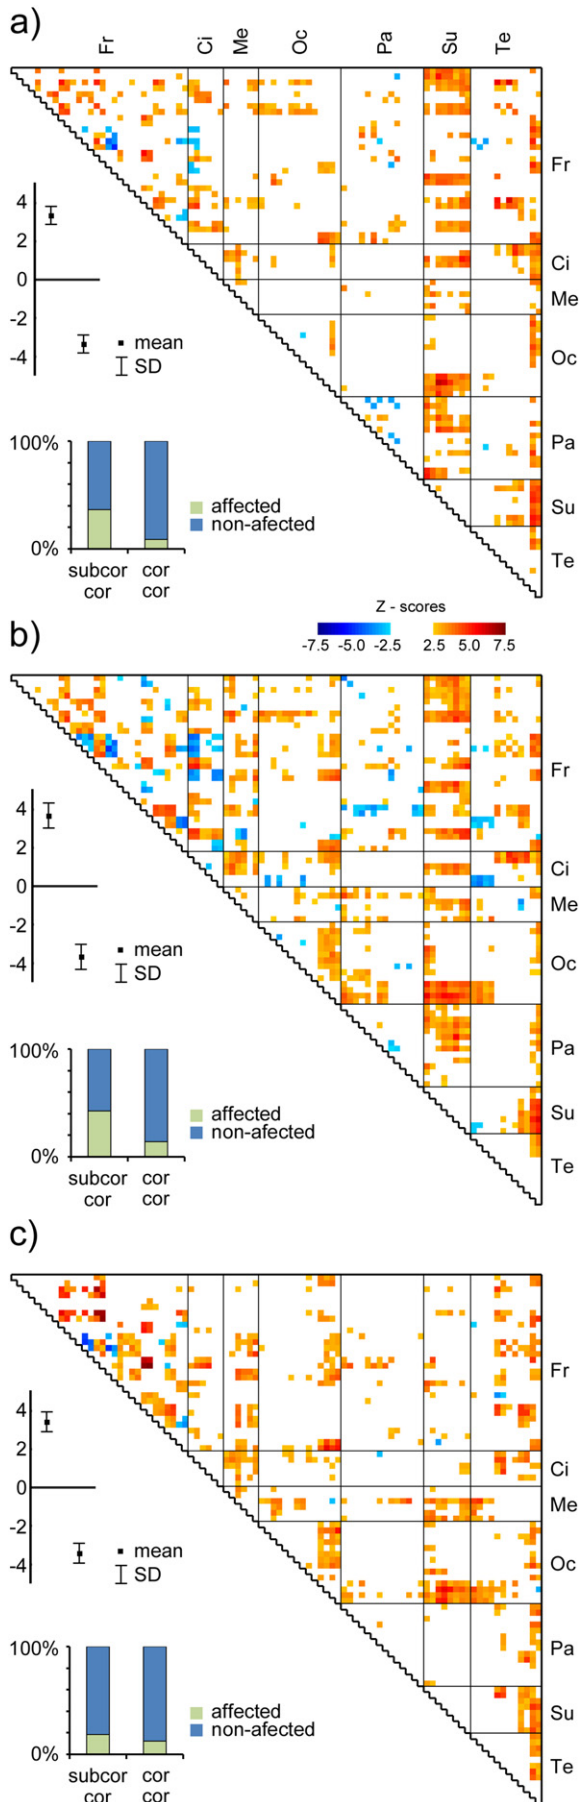 a)
Fr
Ci
Me
Oc
Pa
Su
Te
Fr
Ci
Me
Oc
Pa
Su
Te
4
2
0
-2
-4
mean
SD
100%
0%
affected
non-afected
subcor
cor
cor
cor
Z - scores
-7.5 -5.0 -2.5 2.5 5.0 7.5
b)
Fr
Ci
Me
Oc
Pa
Su
Te
4
2
0
-2
-4
mean
SD
100%
0%
affected
non-afected
subcor
cor
cor
cor
c)
Fr
Ci
Me
Oc
Pa
Su
Te
4
2
0
-2
-4
mean
SD
100%
0%
affected
non-afected
subcor
cor
cor
cor